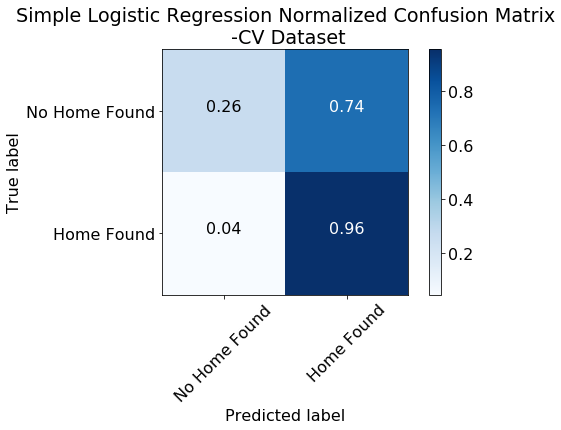 Simple Logistic Regression Normalized Confusion Matrix
-CV Dataset
No Home Found
0.26
0.74
Home Found
0.04
0.96
True label
No Home Found
Home Found
Predicted label
0.8
0.6
0.4
0.2